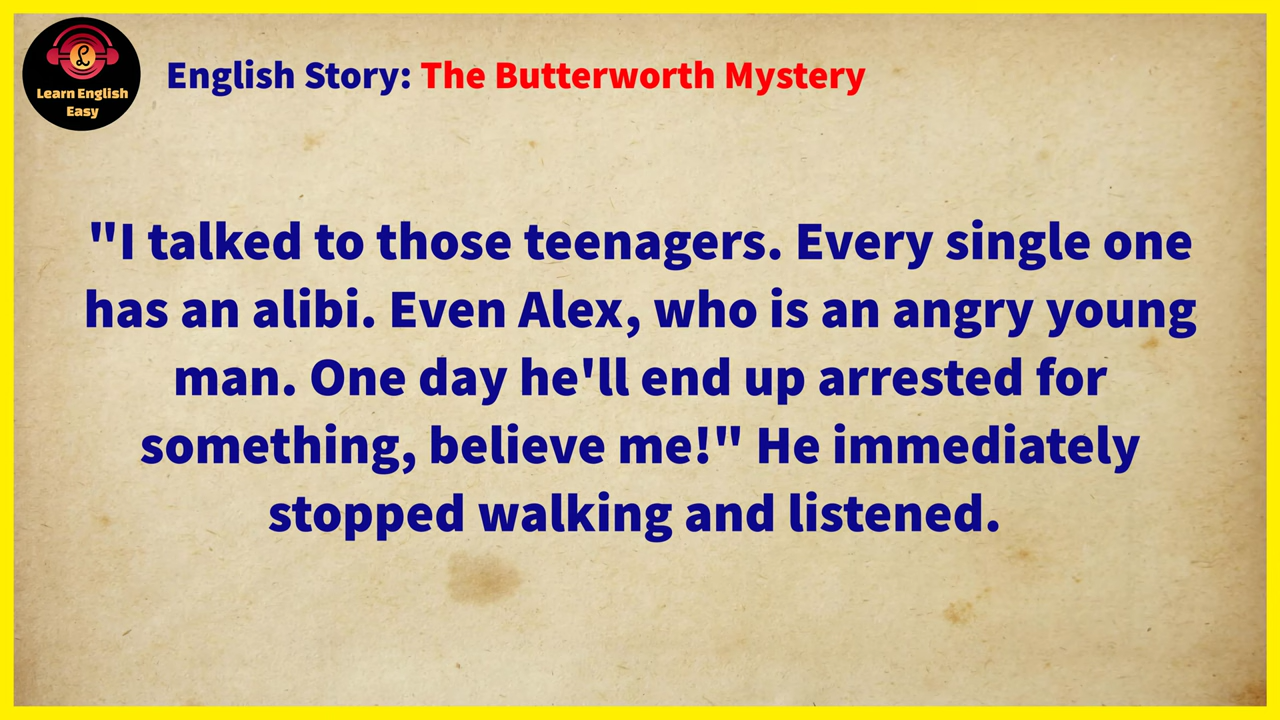 Learn English
Easy
English Story: The Butterworth Mystery
"I talked to those teenagers. Every single one
has an alibi. Even Alex, who is an angry young
man. One day he'll end up arrested for
something, believe me!" He immediately
stopped walking and listened.